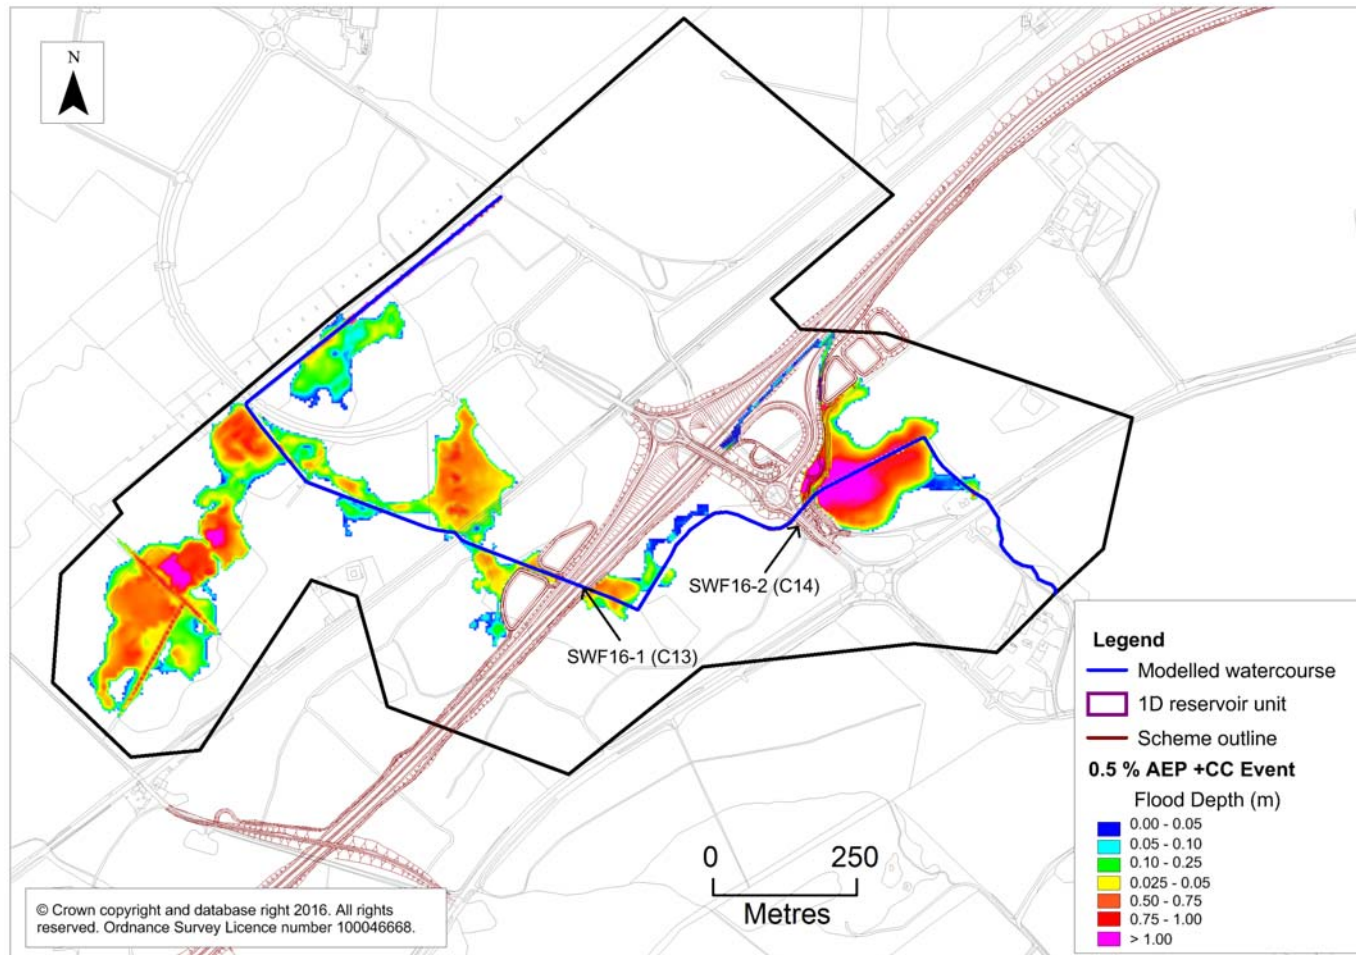 N
SWF16-2 (C14)
SWF16-1 (C13)
0 250
Metres
Legend
Modelled watercourse
1D reservoir unit
Scheme outline
0.5 % AEP +CC Event
Flood Depth (m)
0.00 - 0.05
0.05 - 0.10
0.10 - 0.25
0.025 - 0.05
0.50 - 0.75
0.75 - 1.00
> 1.00
© Crown copyright and database right 2016. All rights
reserved. Ordnance Survey Licence number 100046668.